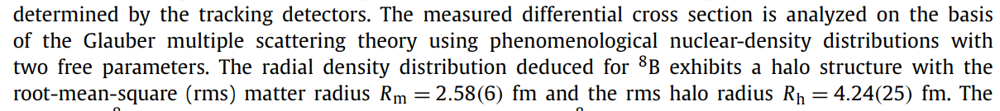 determined by the tracking detectors. The measured differential cross section is analyzed on the basis
of the Glauber multiple scattering theory using phenomenological nuclear-density distributions with
two free parameters. The radial density distribution deduced for ⁸B exhibits a halo structure with the
root-mean-square (rms) matter radius Rₘ = 2.58(6) fm and the rms halo radius Rₕ = 4.24(25) fm. The